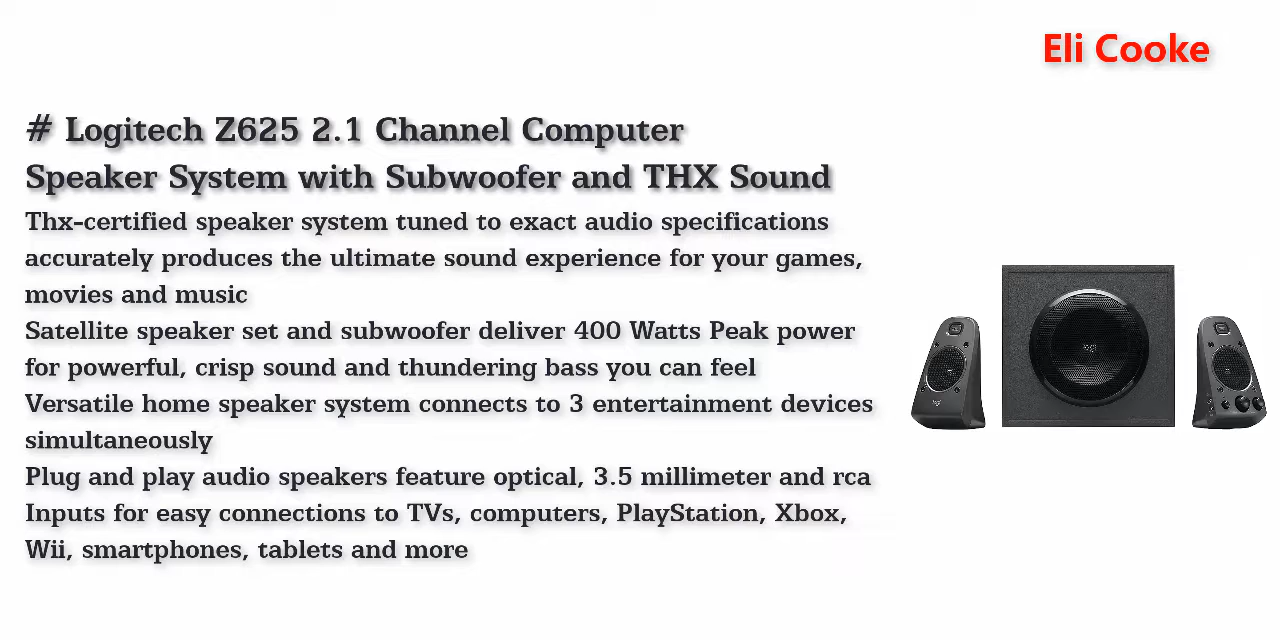 Eli Cooke
# Logitech Z625 2.1 Channel Computer
Speaker System with Subwoofer and THX Sound
Thx-certified speaker system tuned to exact audio specifications
accurately produces the ultimate sound experience for your games,
movies and music
Satellite speaker set and subwoofer deliver 400 Watts Peak power
for powerful, crisp sound and thundering bass you can feel
Versatile home speaker system connects to 3 entertainment devices
simultaneously
Plug and play audio speakers feature optical, 3.5 millimeter and rca
Inputs for easy connections to TVs, computers, PlayStation, Xbox,
Wii, smartphones, tablets and more
logi
logi